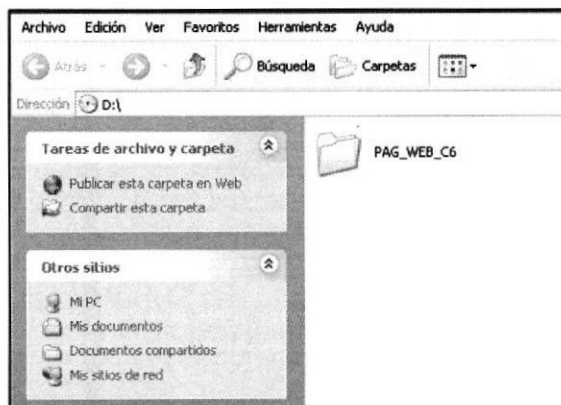 Archivo Edición Ver Favoritos Herramientas Ayuda
Atrás Búsqueda Carpetas
Dirección D:\
Tareas de archivo y carpeta
Publicar esta carpeta en Web
Compartir esta carpeta
Otros sitios
Mi PC
Mis documentos
Documentos compartidos
Mis sitios de red
PAG_WEB_C6